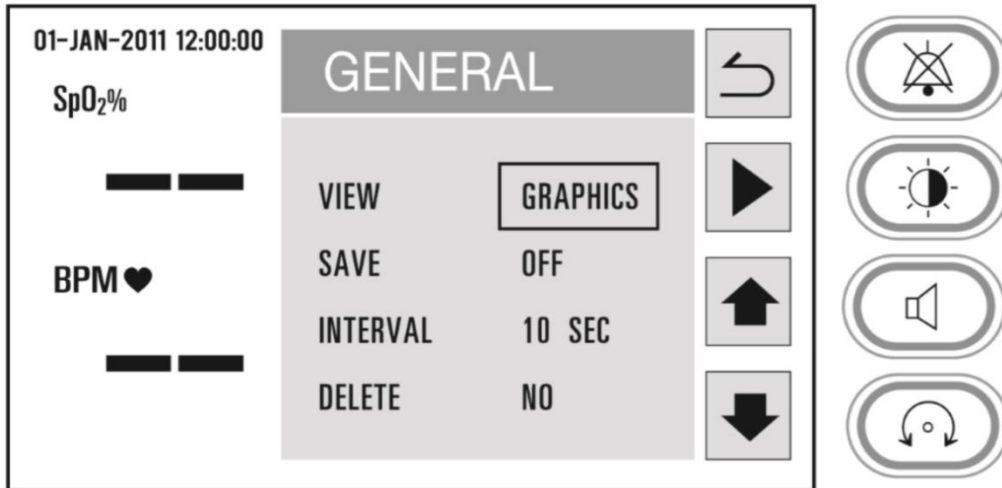 01-JAN-2011 12:00:00
SpO₂%
-- --
BPM♥
-- --
GENERAL
VIEW GRAPHICS
SAVE OFF
INTERVAL 10 SEC
DELETE NO